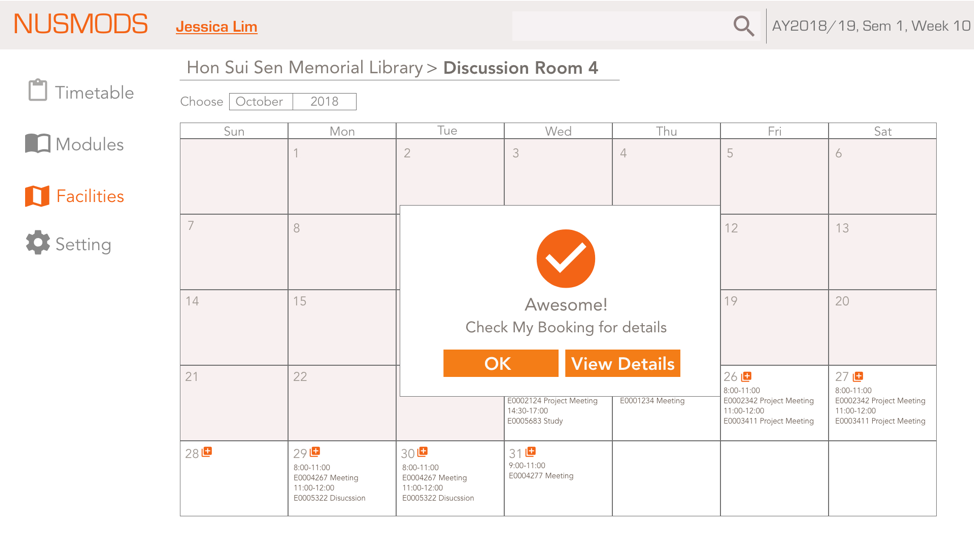 NUSMODS
Jessica Lim
AY2018/19, Sem 1, Week 10
Timetable
Modules
Facilities
Setting
Hon Sui Sen Memorial Library > Discussion Room 4
Choose October 2018
Sun Mon Tue Wed Thu Fri Sat
1 2 3 4 5 6
7 8 12 13
14 15 19 20
Awesome!
Check My Booking for details
OK View Details
21 22
E0002124 Project Meeting
14:30-17:00
E0005683 Study
E0001234 Meeting
26
8:00-11:00
E0002342 Project Meeting
11:00-12:00
E0003411 Project Meeting
27
8:00-11:00
E0002342 Project Meeting
11:00-12:00
E0003411 Project Meeting
28
29
8:00-11:00
E0004267 Meeting
11:00-12:00
E0005322 Disucssion
30
8:00-11:00
E0004267 Meeting
11:00-12:00
E0005322 Disucssion
31
9:00-11:00
E0004277 Meeting